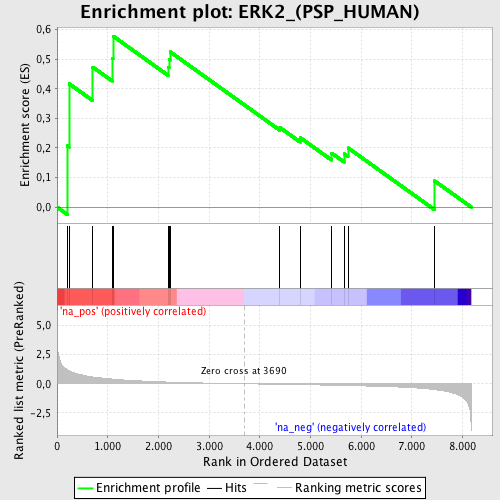 Enrichment plot: ERK2_(PSP_HUMAN)
Enrichment score (ES)
0,6
0,5
0,4
0,3
0,2
0,1
0,0
'na_pos' (positively correlated)
Ranked list metric (PreRanked)
5,0
2,5
0,0
-2,5
Zero cross at 3690
'na_neg' (negatively correlated)
0 1.000 2.000 3.000 4.000 5.000 6.000 7.000 8.000
Rank in Ordered Dataset
Enrichment profile Hits Ranking metric scores